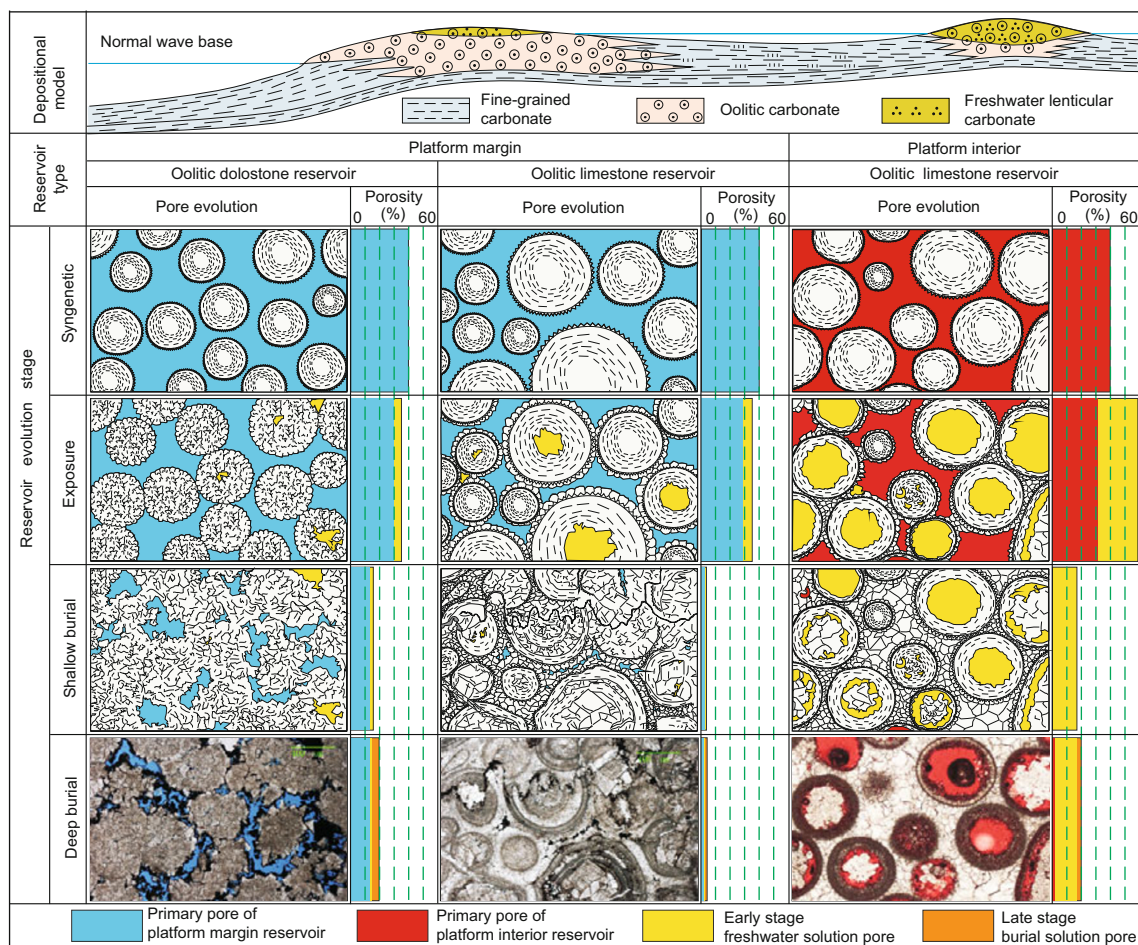 Depositional
model
Normal wave base
Fine-grained
carbonate
Oolitic carbonate
Freshwater lenticular
carbonate
Reservoir
type
Platform margin
Platform interior
Oolitic dolostone reservoir
Oolitic limestone reservoir
Oolitic limestone reservoir
Pore evolution
Porosity
(%)
0 60
Pore evolution
Porosity
(%)
0 60
Pore evolution
Porosity
(%)
0 60
Reservoir evolution stage
Syngenetic
Exposure
Shallow burial
Deep burial
Primary pore of
platform margin reservoir
Primary pore of
platform interior reservoir
Early stage
freshwater solution pore
Late stage
burial solution pore